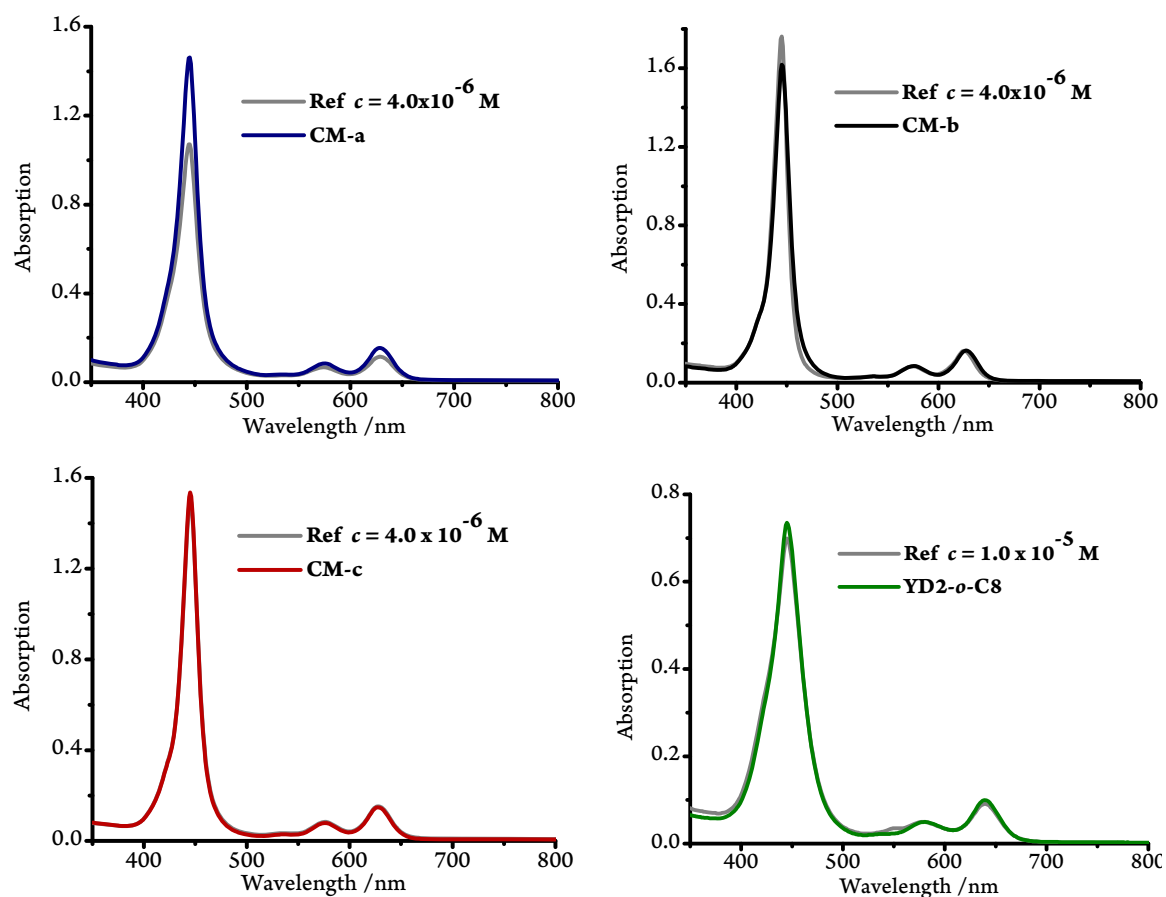 1.6
1.2
0.8
0.4
0.0
Absorption
Ref c = 4.0x10⁻⁶ M
CM-a
400 500 600 700 800
Wavelength /nm
1.6
1.2
0.8
0.4
0.0
Absorption
Ref c = 4.0x10⁻⁶ M
CM-b
400 500 600 700 800
Wavelength /nm
1.6
1.2
0.8
0.4
0.0
Absorption
Ref c = 4.0 x 10⁻⁶ M
CM-c
400 500 600 700 800
Wavelength /nm
0.8
0.6
0.4
0.2
0.0
Absorption
Ref c = 1.0 x 10⁻⁵ M
YD2-o-C8
400 500 600 700 800
Wavelength /nm